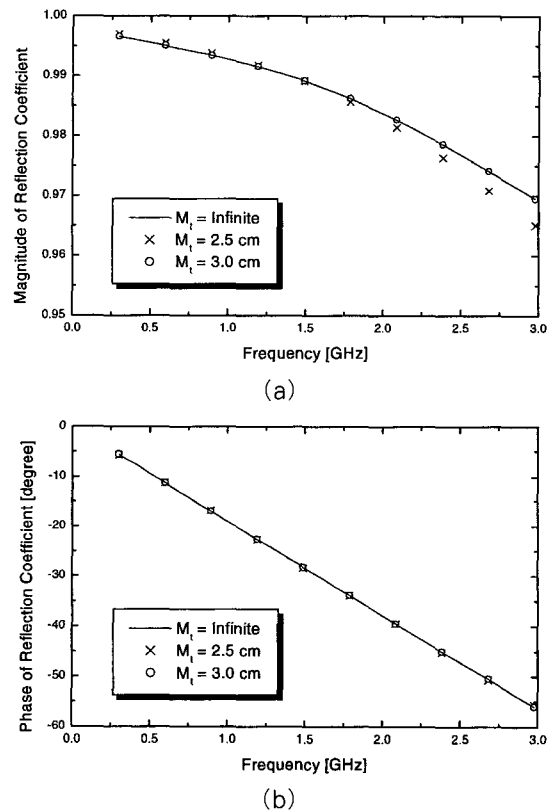 1.00
0.99
0.98
0.97
0.96
0.95
Magnitude of Reflection Coefficient
M_t = Infinite
M_t = 2.5 cm
M_t = 3.0 cm
0.0 0.5 1.0 1.5 2.0 2.5 3.0
Frequency [GHz]
(a)
0
-10
-20
-30
-40
-50
-60
Phase of Reflection Coefficient [degree]
M_t = Infinite
M_t = 2.5 cm
M_t = 3.0 cm
0.0 0.5 1.0 1.5 2.0 2.5 3.0
Frequency [GHz]
(b)